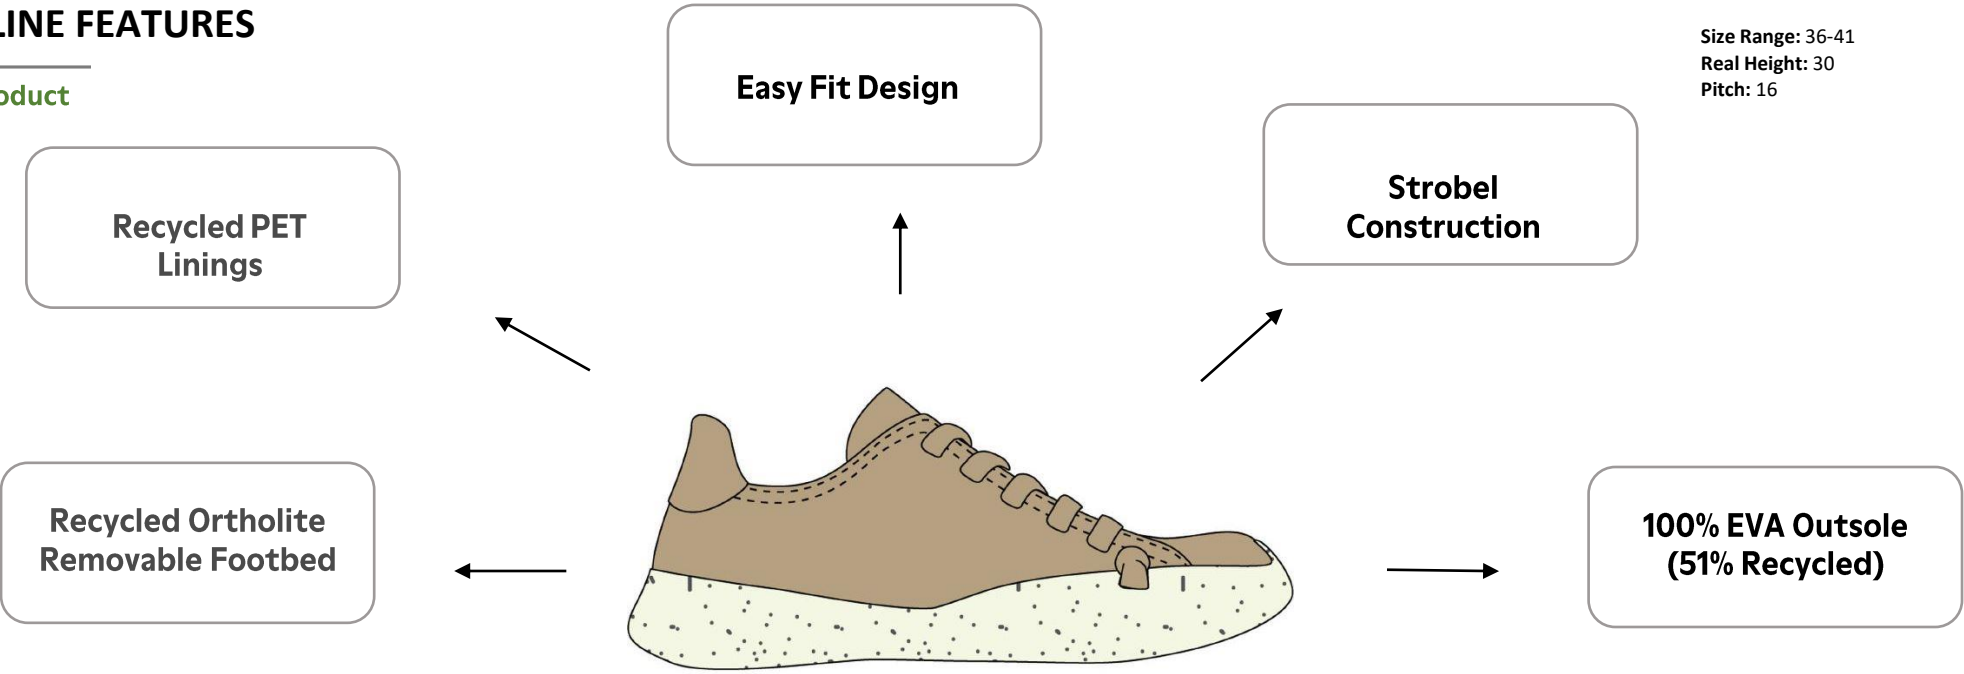 LINE FEATURES
oduct
Size Range: 36-41
Real Height: 30
Pitch: 16
Easy Fit Design
Strobel
Construction
Recycled PET
Linings
Recycled Ortholite
Removable Footbed
100% EVA Outsole
(51% Recycled)